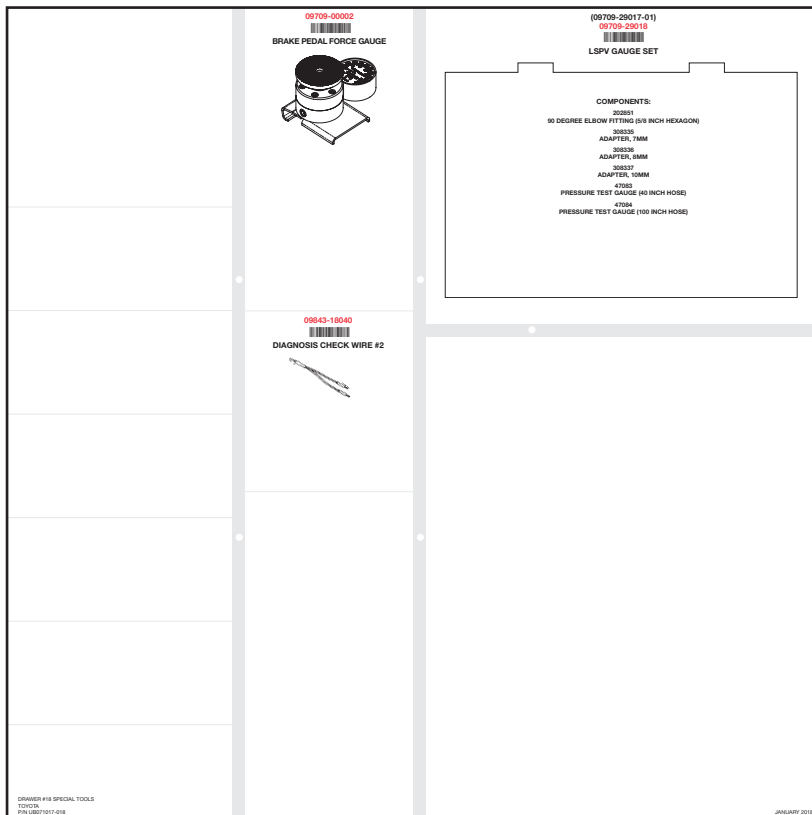 09709-00002
BRAKE PEDAL FORCE GAUGE
(09709-29017-01)
09709-29018
LSPV GAUGE SET
COMPONENTS:
202851
90 DEGREE ELBOW FITTING (5/8 INCH HEXAGON)
308335
ADAPTER, 7MM
308336
ADAPTER, 8MM
308337
ADAPTER, 10MM
47083
PRESSURE TEST GAUGE (40 INCH HOSE)
47084
PRESSURE TEST GAUGE (100 INCH HOSE)
09843-18040
DIAGNOSIS CHECK WIRE #2
DRAWER #18 SPECIAL TOOLS
TOYOTA
P/N UB071017-018
JANUARY 2018